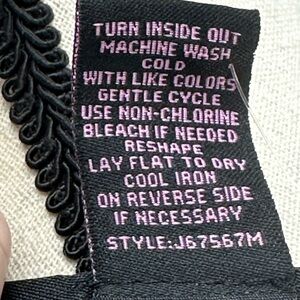 TURN INSIDE OUT
MACHINE WASH
COLD
WITH LIKE COLORS
GENTLE CYCLE
USE NON-CHLORINE
BLEACH IF NEEDED
RESHAPE
LAY FLAT TO DRY
COOL IRON
ON REVERSE SIDE
IF NECESSARY
STYLE:J67567M